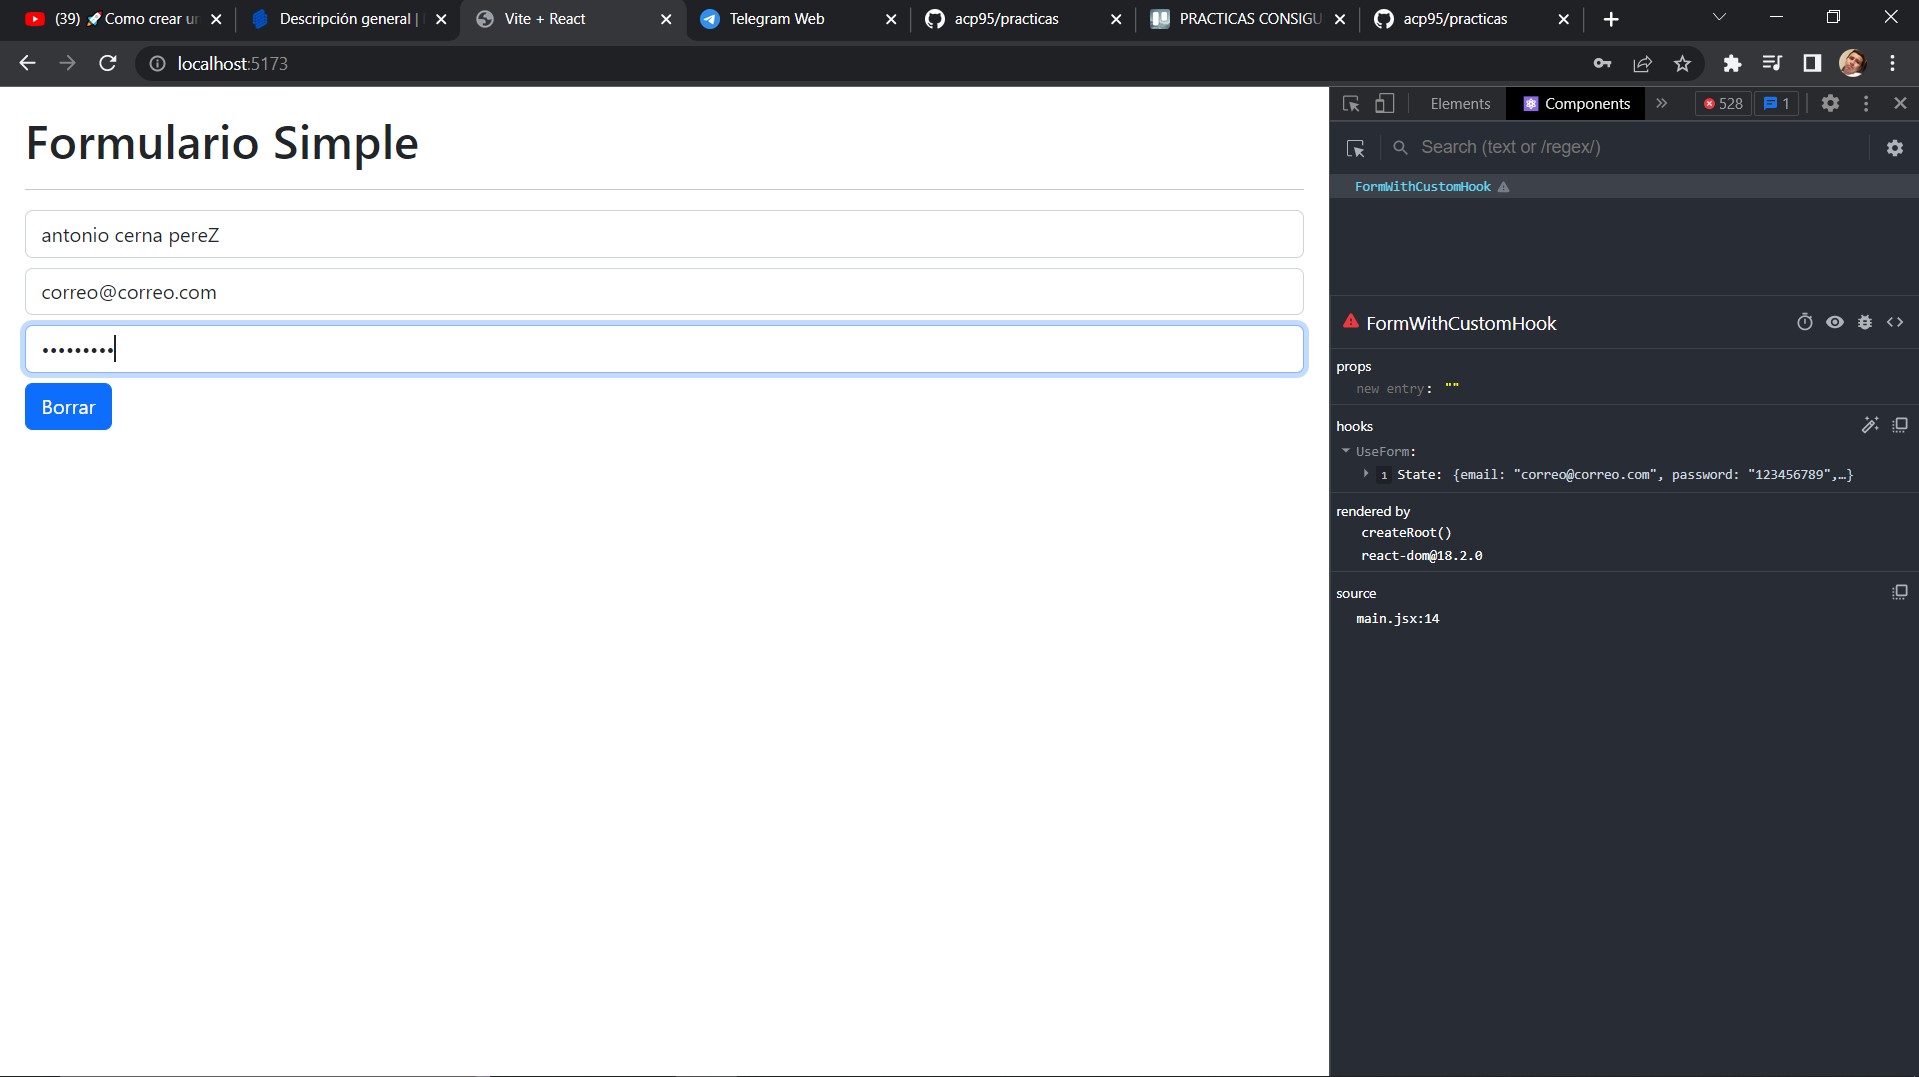 (39) 🚀Como crear un
Descripción general |
Vite + React
Telegram Web
acp95/practicas
PRACTICAS CONSIGU
acp95/practicas
localhost:5173
Formulario Simple
antonio cerna pereZ
correo@correo.com
•••••••••
Borrar
Elements
Components
»
528
1
Search (text or /regex/)
FormWithCustomHook
FormWithCustomHook
props
new entry: ""
hooks
UseForm:
1 State: {email: "correo@correo.com", password: "123456789",…}
rendered by
createRoot()
react-dom@18.2.0
source
main.jsx:14